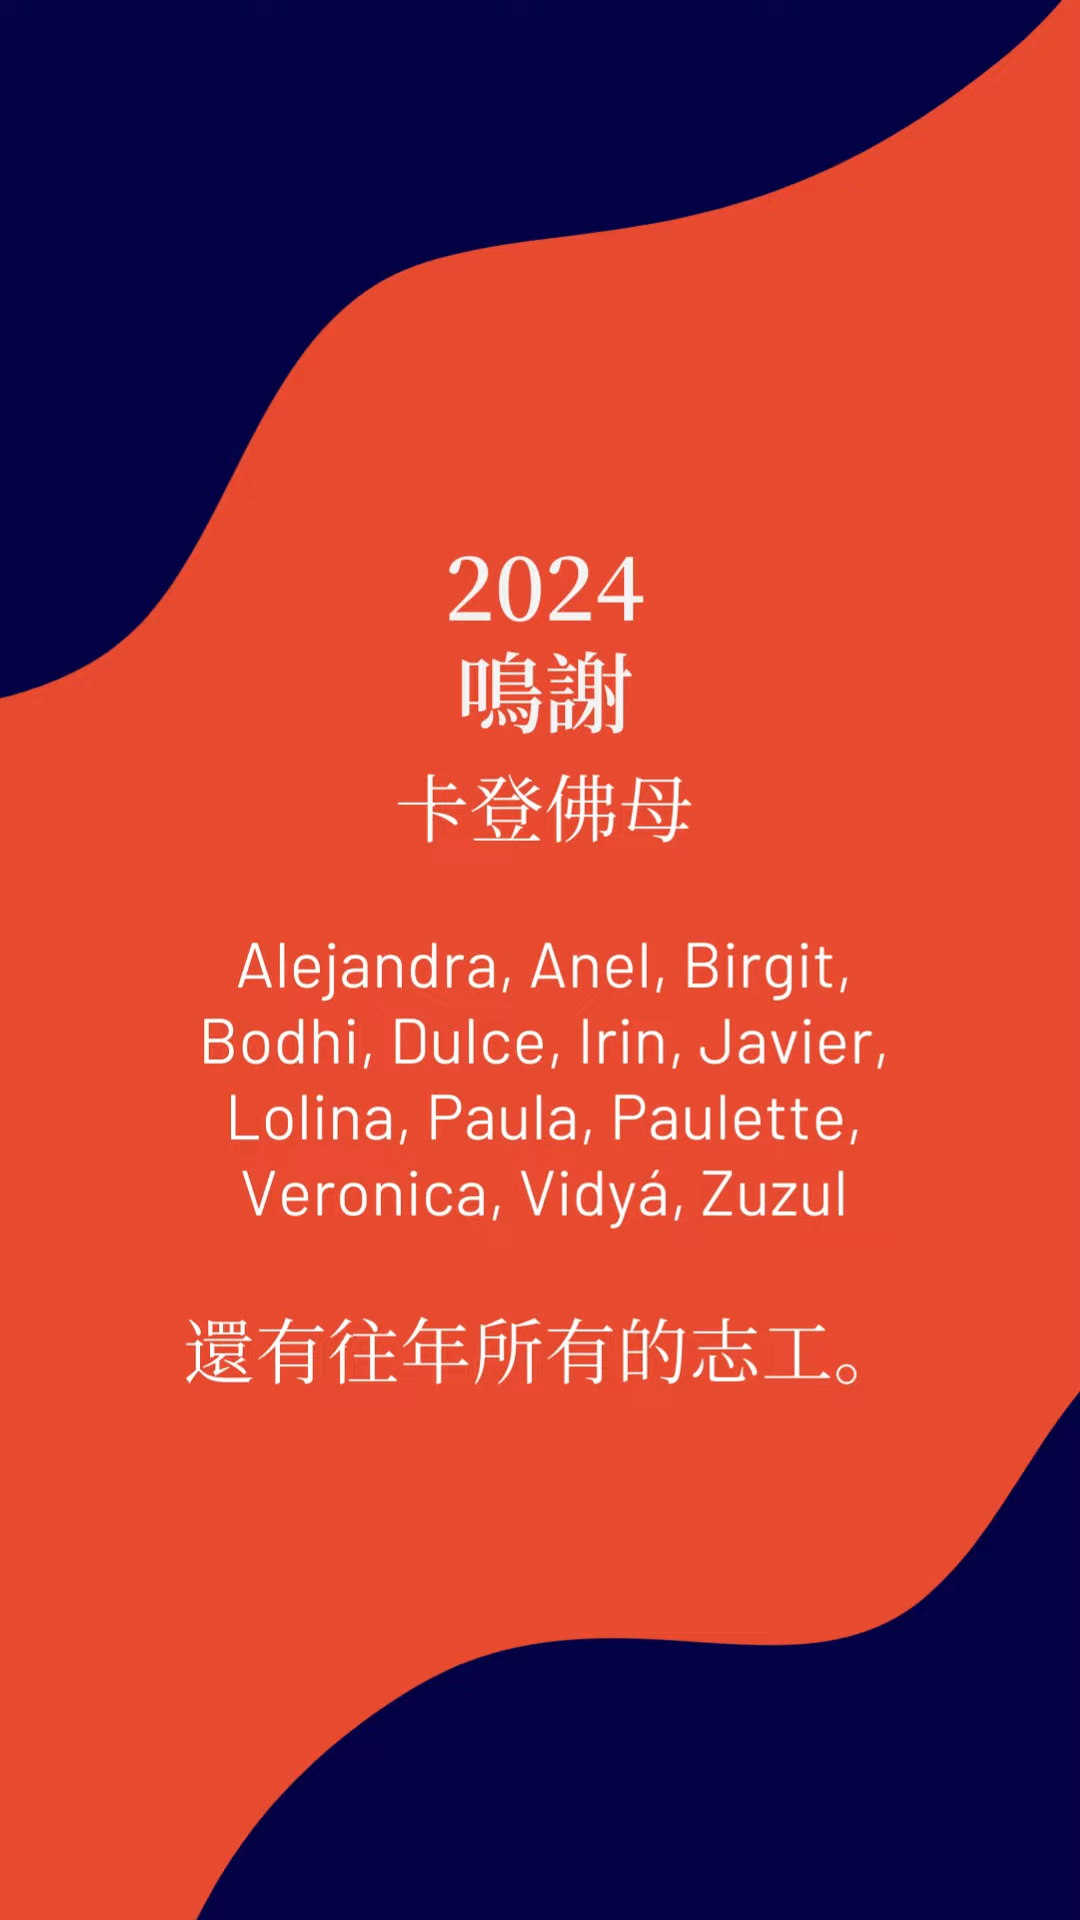 2024
鳴謝
卡登佛母
Alejandra, Anel, Birgit,
Bodhi, Dulce, Irin, Javier,
Lolina, Paula, Paulette,
Veronica, Vidyá, Zuzul
還有往年所有的志工。